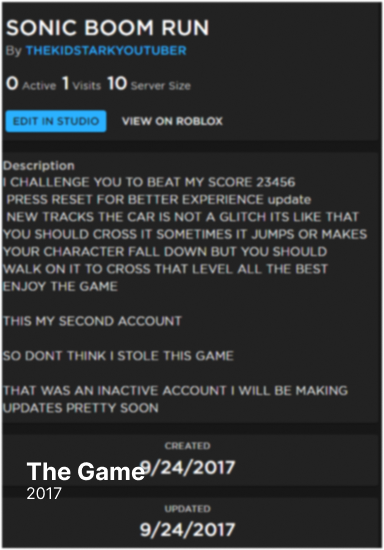 SONIC BOOM RUN
By THEKIDSTARKYOUTUBER
0 Active 1 Visits 10 Server Size
EDIT IN STUDIO VIEW ON ROBLOX
Description
I CHALLENGE YOU TO BEAT MY SCORE 23456
PRESS RESET FOR BETTER EXPERIENCE update
NEW TRACKS THE CAR IS NOT A GLITCH ITS LIKE THAT
YOU SHOULD CROSS IT SOMETIMES IT JUMPS OR MAKES
YOUR CHARACTER FALL DOWN BUT YOU SHOULD
WALK ON IT TO CROSS THAT LEVEL ALL THE BEST
ENJOY THE GAME
THIS MY SECOND ACCOUNT
SO DONT THINK I STOLE THIS GAME
THAT WAS AN INACTIVE ACCOUNT I WILL BE MAKING
UPDATES PRETTY SOON
CREATED
9/24/2017
The Game
2017
UPDATED
9/24/2017